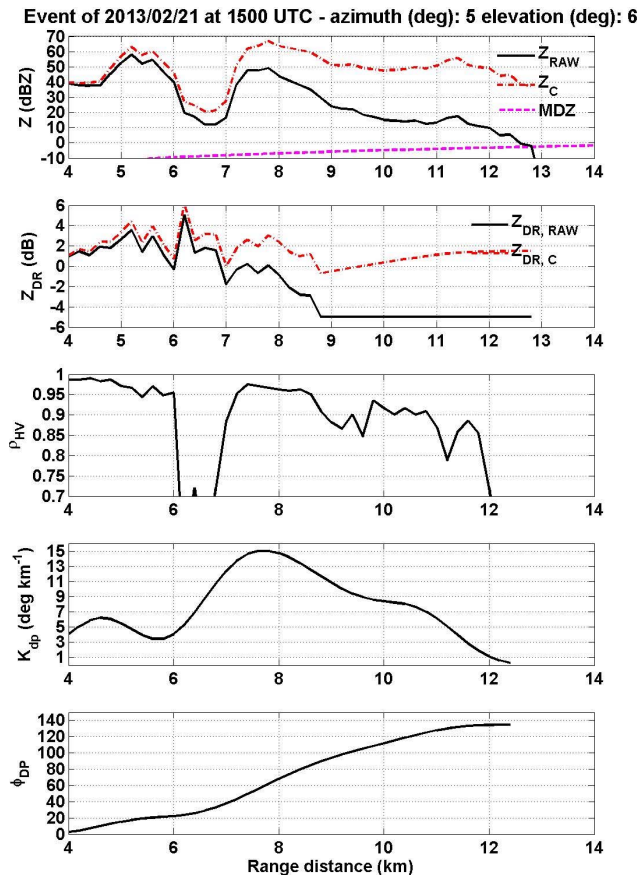 Event of 2013/02/21 at 1500 UTC - azimuth (deg): 5 elevation (deg): 6
Z (dBZ)
70
60
50
40
30
20
10
0
-10
Z_RAW
Z_C
MDZ
4 5 6 7 8 9 10 11 12 13 14
Z_DR (dB)
6
4
2
0
-2
-4
-6
Z_DR, RAW
Z_DR, C
4 5 6 7 8 9 10 11 12 13 14
ρ_HV
1
0.95
0.9
0.85
0.8
0.7
4 6 8 10 12 14
K_dp (deg km^-1)
15
13
11
9
7
5
3
1
4 6 8 10 12 14
ϕ_DP
140
120
100
80
60
40
20
0
4 6 8 10 12 14
Range distance (km)